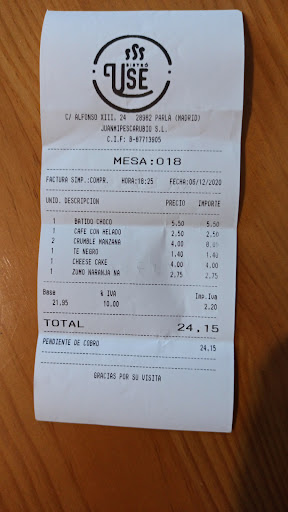 BISTRÓ
USE
C/ ALFONSO XIII, 24 28982 PARLA (MADRID)
JUANMIPESCARUBIO S.L.
C.I.F: B-87713905
MESA:018
FACTURA SIMP.:COMPR. HORA:18:25 FECHA:06/12/2020
UNID. DESCRIPCION PRECIO IMPORTE
1 BATIDO CHOCO 5.50 5.50
1 CAFE CON HELADO 2.50 2.50
2 CRUMBLE MANZANA 4.00 8.00
1 TE NEGRO 1.40 1.40
1 CHEESE CAKE 4.00 4.00
1 ZUMO NARANJA NA 2.75 2.75
Base % IVA Imp.Iva
21.95 10.00 2.20
TOTAL 24.15
PENDIENTE DE COBRO 24.15
GRACIAS POR SU VISITA